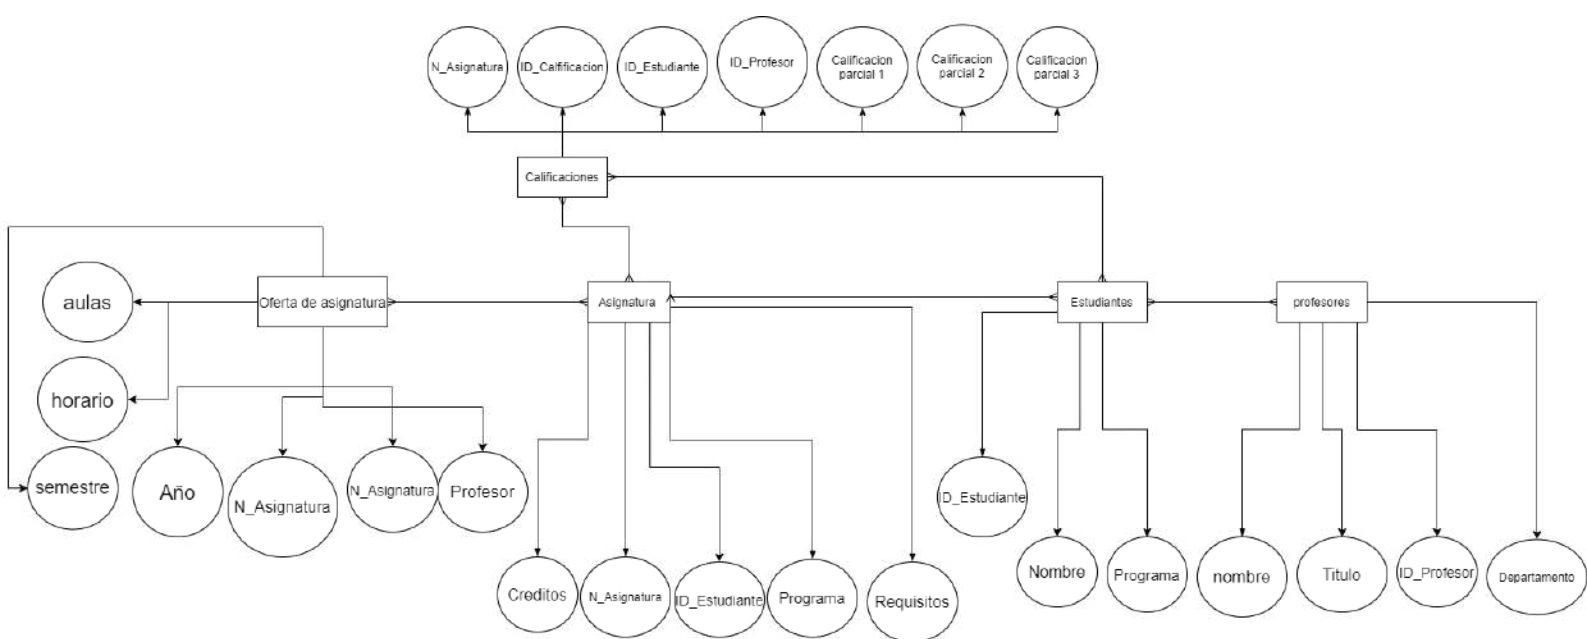 N_Asignatura
ID_Calfificacion
ID_Estudiante
ID_Profesor
Calificacion
parcial 1
Calificacion
parcial 2
Calificacion
parcial 3
Calificaciones
aulas
Oferta de asignatura
Asignatura
Estudiantes
profesores
horario
semestre
Año
N_Asignatura
N_Asignatura
Profesor
ID_Estudiante
Creditos
N_Asignatura
ID_Estudiante
Programa
Requisitos
Nombre
Programa
nombre
Titulo
ID_Profesor
Departamento